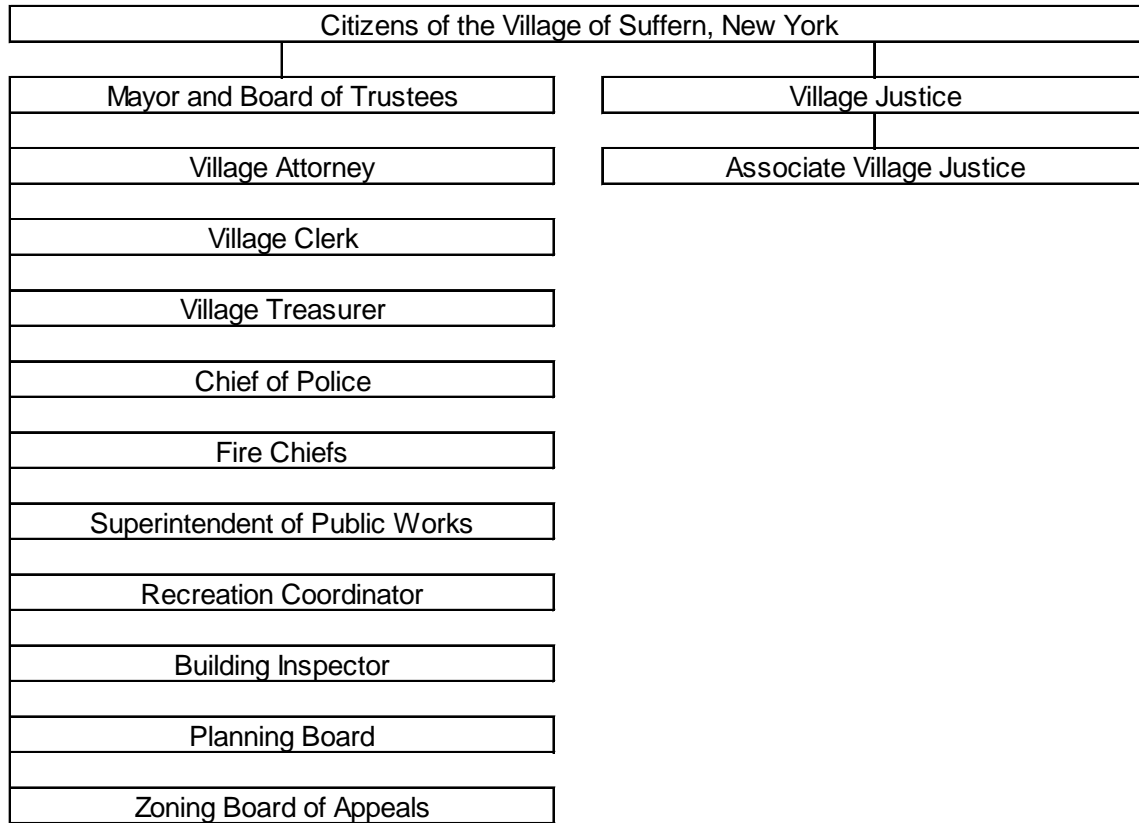 Citizens of the Village of Suffern, New York
Mayor and Board of Trustees
Village Justice
Village Attorney
Associate Village Justice
Village Clerk
Village Treasurer
Chief of Police
Fire Chiefs
Superintendent of Public Works
Recreation Coordinator
Building Inspector
Planning Board
Zoning Board of Appeals